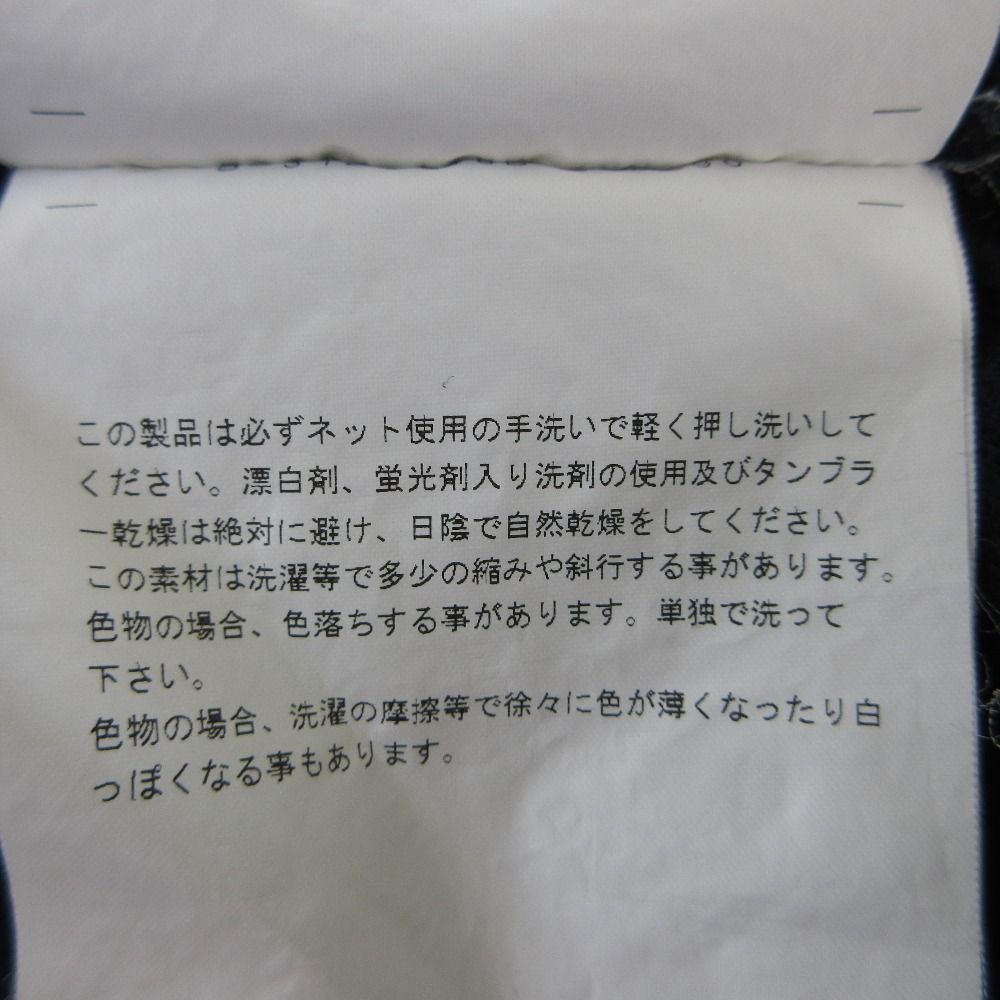 この製品は必ずネット使用の手洗いで軽く押し洗いして
ください。漂白剤、蛍光剤入り洗剤の使用及びタンブラ
ー乾燥は絶対に避け、日陰で自然乾燥をしてください。
この素材は洗濯等で多少の縮みや斜行する事があります。
色物の場合、色落ちする事があります。単独で洗って
下さい。
色物の場合、洗濯の摩擦等で徐々に色が薄くなったり白
っぽくなる事もあります。